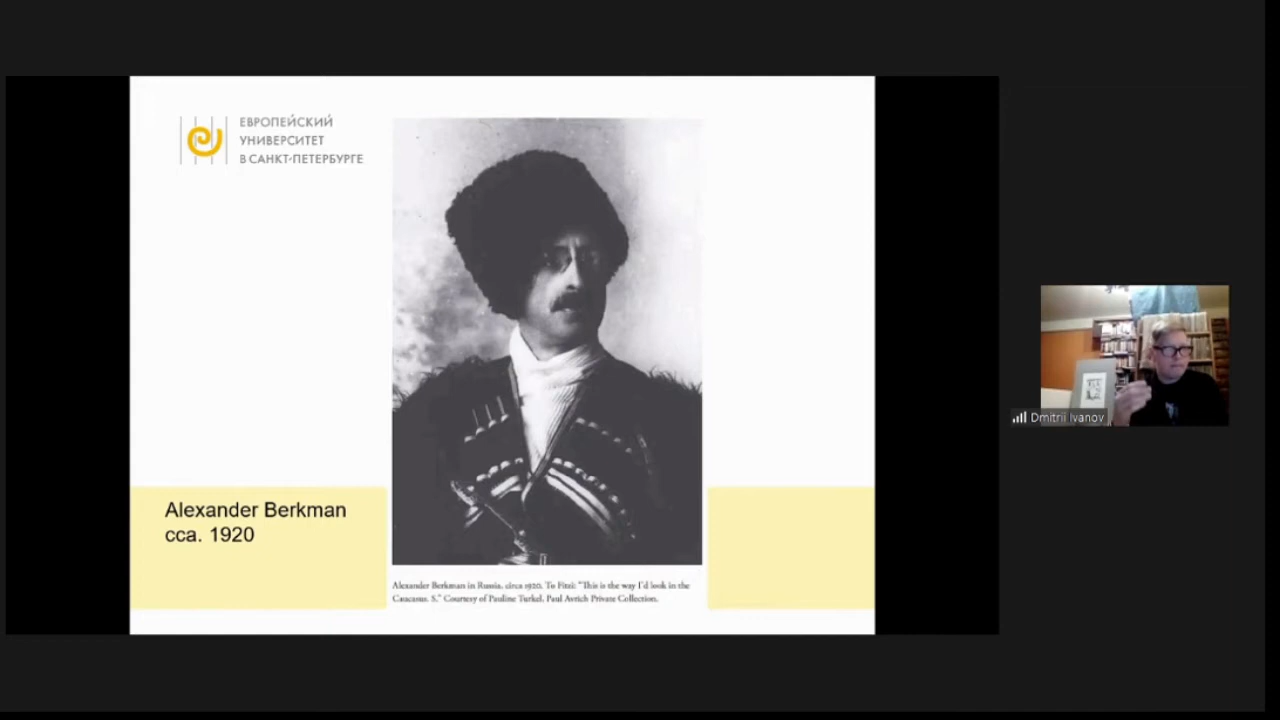 ЕВРОПЕЙСКИЙ
УНИВЕРСИТЕТ
В САНКТ-ПЕТЕРБУРГЕ
Alexander Berkman
cca. 1920
Alexander Berkman in Russia, circa 1920. To Fitzi: “This is the way I’d look in the
Caucasus. S.” Courtesy of Pauline Turkel, Paul Avrich Private Collection.
Dmitrii Ivanov